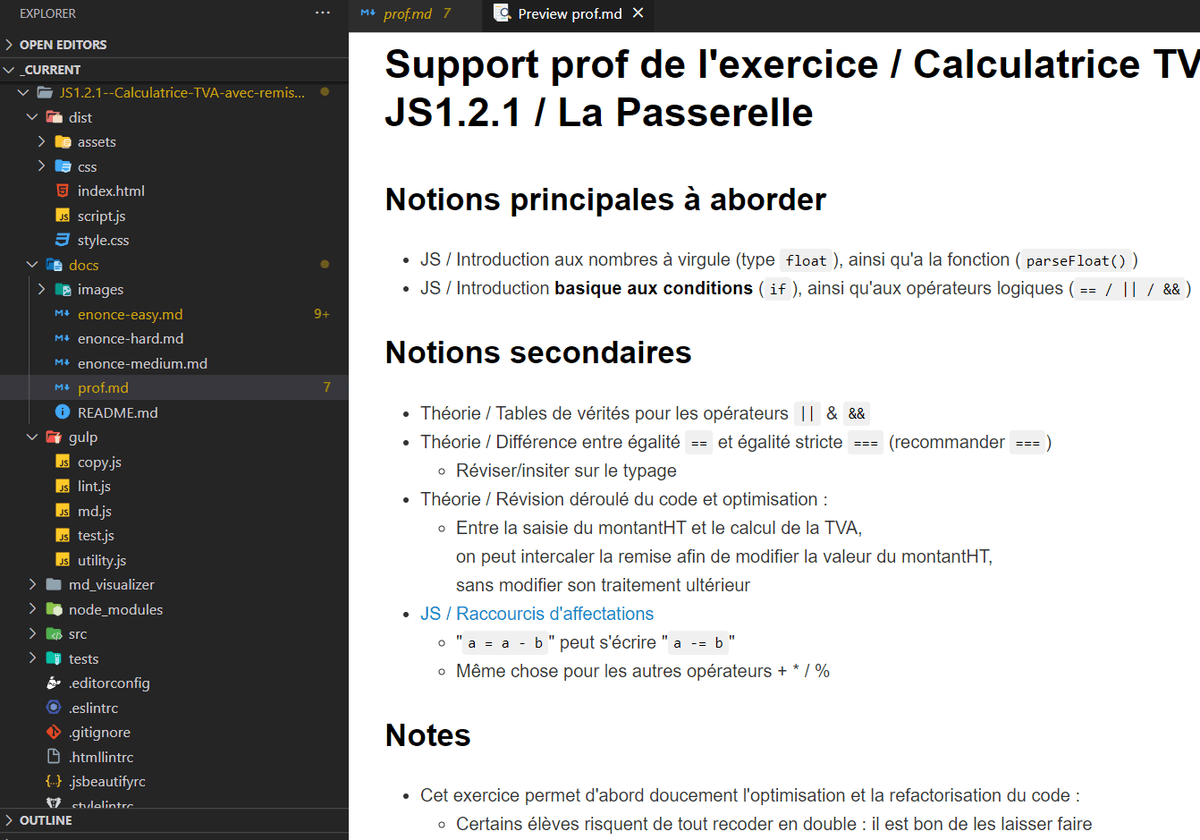 EXPLORER
...
OPEN EDITORS
_CURRENT
JS1.2.1--Calculatrice-TVA-avec-remis...
dist
assets
css
index.html
script.js
style.css
docs
images
enonce-easy.md 9+
enonce-hard.md
enonce-medium.md
prof.md 7
README.md
gulp
copy.js
lint.js
md.js
test.js
utility.js
md_visualizer
node_modules
src
tests
.editorconfig
.eslintrc
.gitignore
.htmllintrc
.jsbeautifyrc
.stylelintrc
OUTLINE
prof.md 7
Preview prof.md
Support prof de l'exercice / Calculatrice TV
JS1.2.1 / La Passerelle
Notions principales à aborder
JS / Introduction aux nombres à virgule (type float), ainsi qu'a la fonction ( parseFloat() )
JS / Introduction basique aux conditions ( if ), ainsi qu'aux opérateurs logiques ( == / || / && )
Notions secondaires
Théorie / Tables de vérités pour les opérateurs || & &&
Théorie / Différence entre égalité == et égalité stricte === (recommander === )
Réviser/insiter sur le typage
Théorie / Révision déroulé du code et optimisation :
Entre la saisie du montantHT et le calcul de la TVA,
on peut intercaler la remise afin de modifier la valeur du montantHT,
sans modifier son traitement ultérieur
JS / Raccourcis d'affectations
"a = a - b" peut s'écrire "a -= b"
Même chose pour les autres opérateurs + * / %
Notes
Cet exercice permet d'abord doucement l'optimisation et la refactorisation du code :
Certains élèves risquent de tout recoder en double : il est bon de les laisser faire